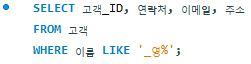 SELECT 고객_ID, 연락처, 이메일, 주소
FROM 고객
WHERE 이름 LIKE '_영%';